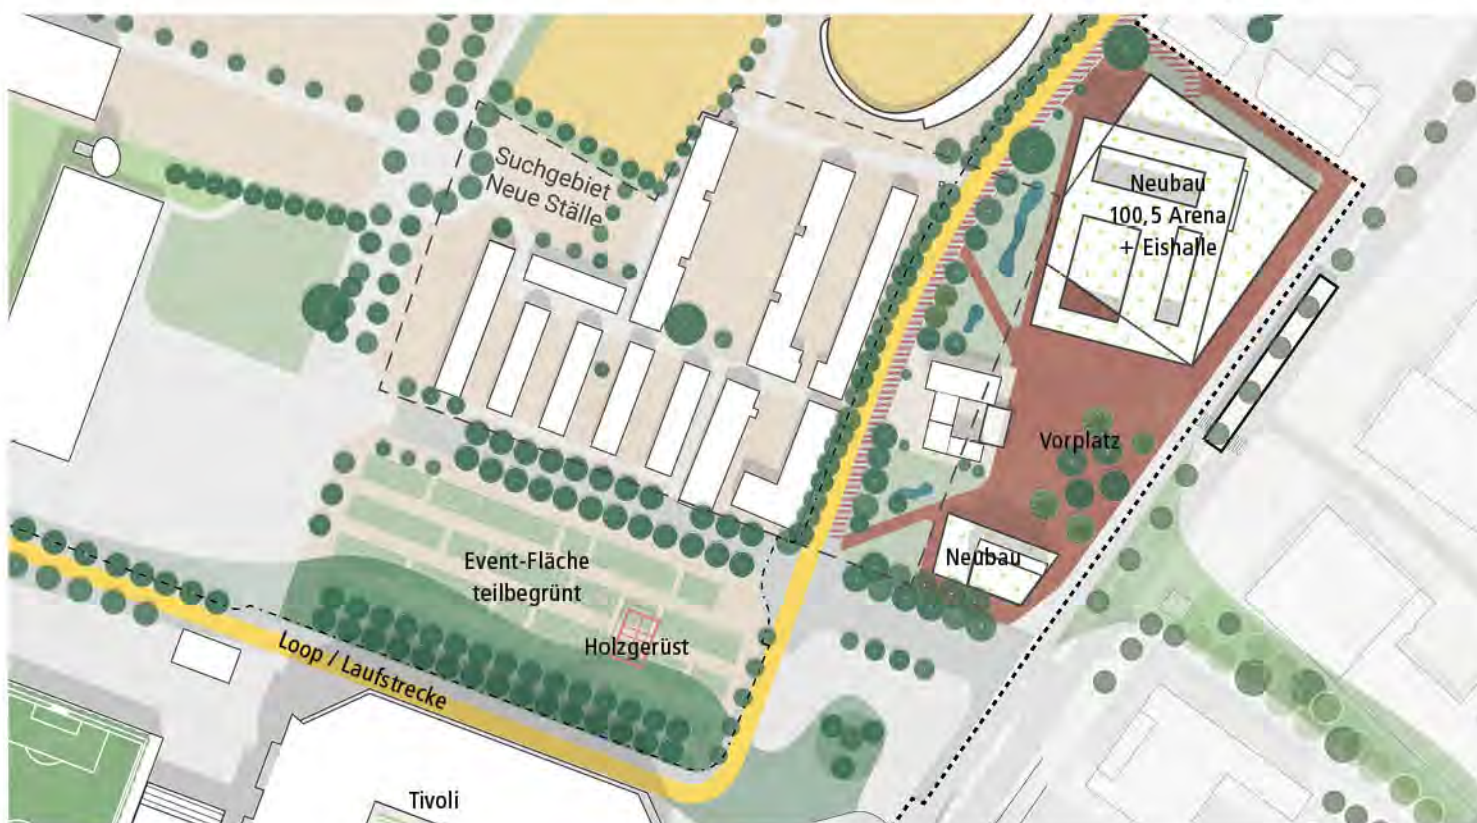 Suchgebiet
Neue Ställe
Neubau
100,5 Arena
+ Eishalle
Vorplatz
Neubau
Event-Fläche
teilbegrünt
Holzgerüst
Loop / Laufstrecke
Tivoli